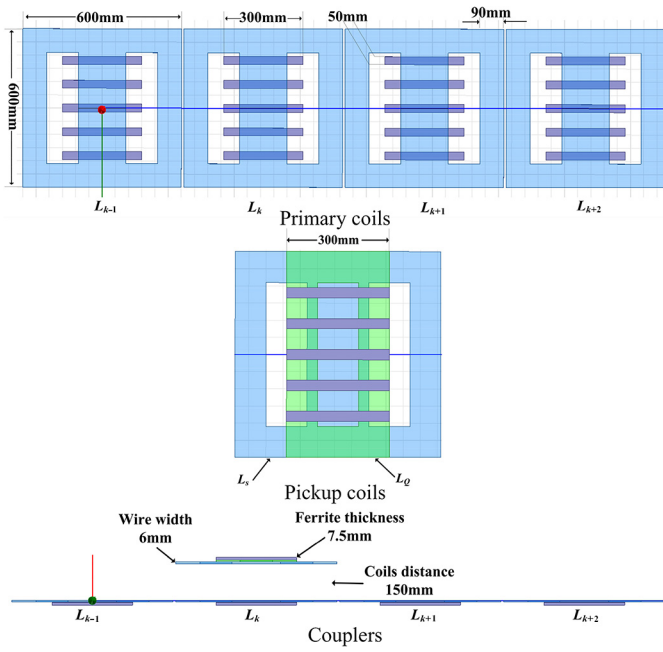 600mm 300mm 50mm 90mm
600mm
Lk-1 Lk Lk+1 Lk+2
Primary coils
300mm
Ls LQ
Pickup coils
Wire width Ferrite thickness
6mm 7.5mm
Coils distance
150mm
Lk-1 Lk Lk+1 Lk+2
Couplers